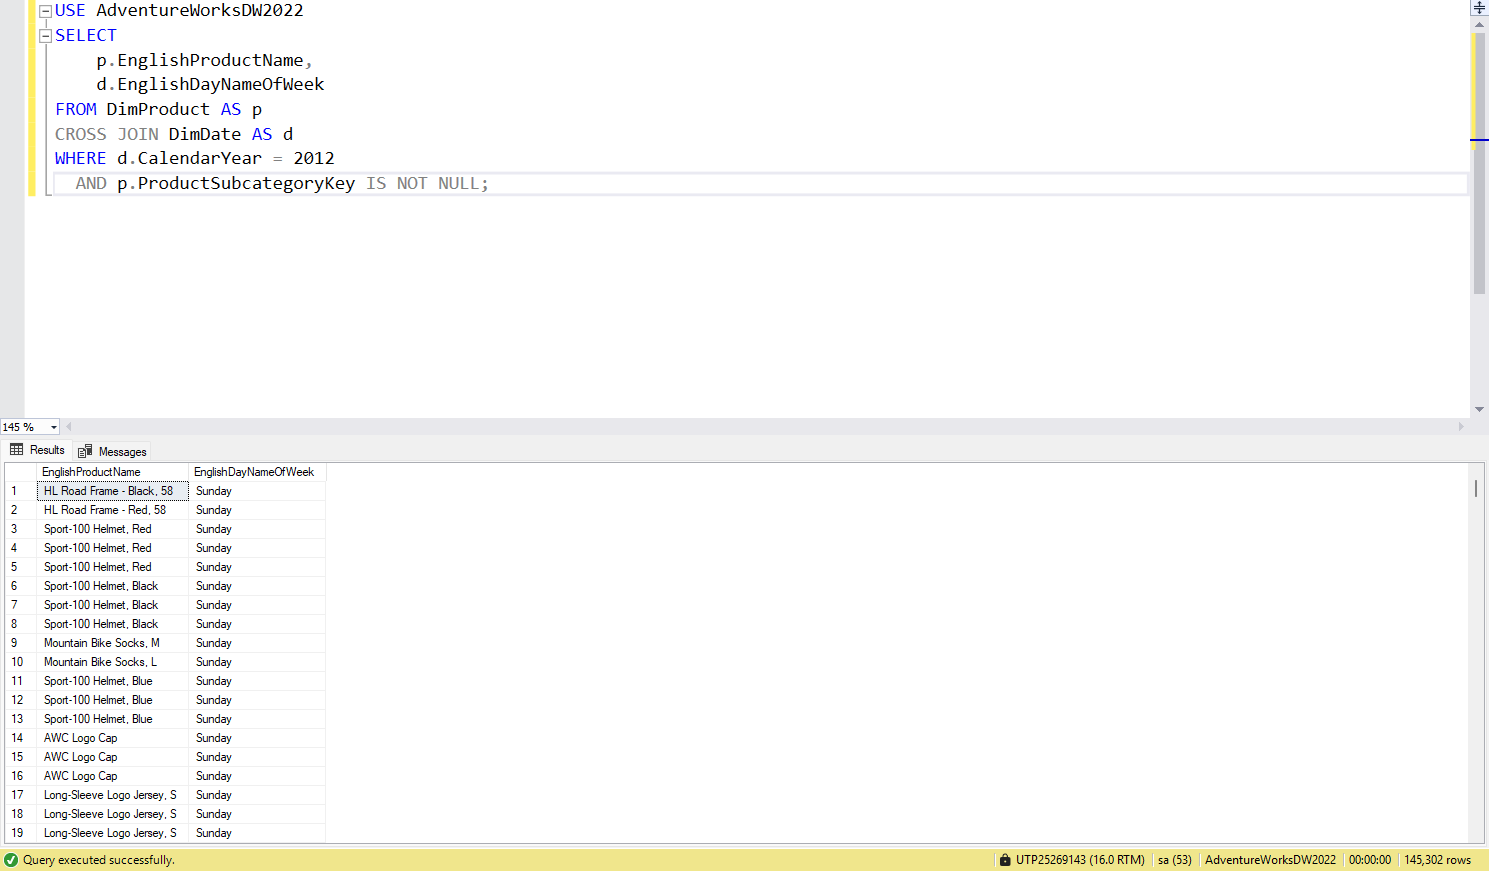 USE AdventureWorksDW2022
SELECT
p.EnglishProductName,
d.EnglishDayNameOfWeek
FROM DimProduct AS p
CROSS JOIN DimDate AS d
WHERE d.CalendarYear = 2012
AND p.ProductSubcategoryKey IS NOT NULL;
145 %
Results Messages
EnglishProductName EnglishDayNameOfWeek
1 HL Road Frame - Black, 58 Sunday
2 HL Road Frame - Red, 58 Sunday
3 Sport-100 Helmet, Red Sunday
4 Sport-100 Helmet, Red Sunday
5 Sport-100 Helmet, Red Sunday
6 Sport-100 Helmet, Black Sunday
7 Sport-100 Helmet, Black Sunday
8 Sport-100 Helmet, Black Sunday
9 Mountain Bike Socks, M Sunday
10 Mountain Bike Socks, L Sunday
11 Sport-100 Helmet, Blue Sunday
12 Sport-100 Helmet, Blue Sunday
13 Sport-100 Helmet, Blue Sunday
14 AWC Logo Cap Sunday
15 AWC Logo Cap Sunday
16 AWC Logo Cap Sunday
17 Long-Sleeve Logo Jersey, S Sunday
18 Long-Sleeve Logo Jersey, S Sunday
19 Long-Sleeve Logo Jersey, S Sunday
Query executed successfully. UTP25269143 (16.0 RTM) sa (53) AdventureWorksDW2022 00:00:00 145,302 rows